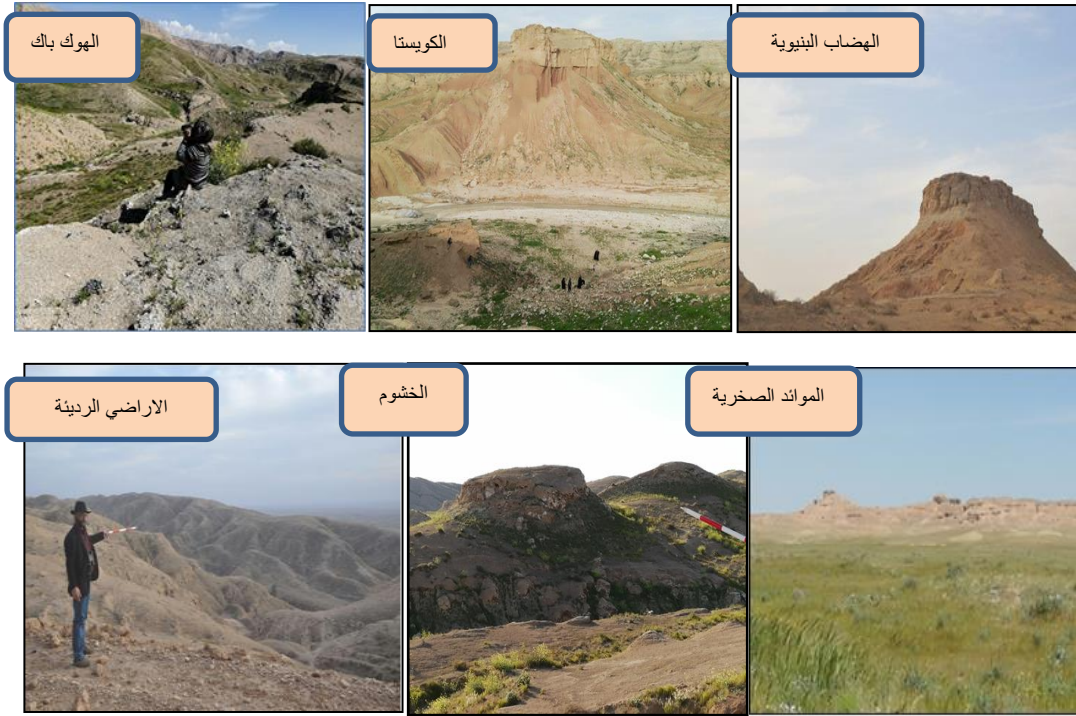 الهضاب البنيوية
الكويستا
الهوك باك
الموائد الصخرية
الخشوم
الاراضي الرديئة